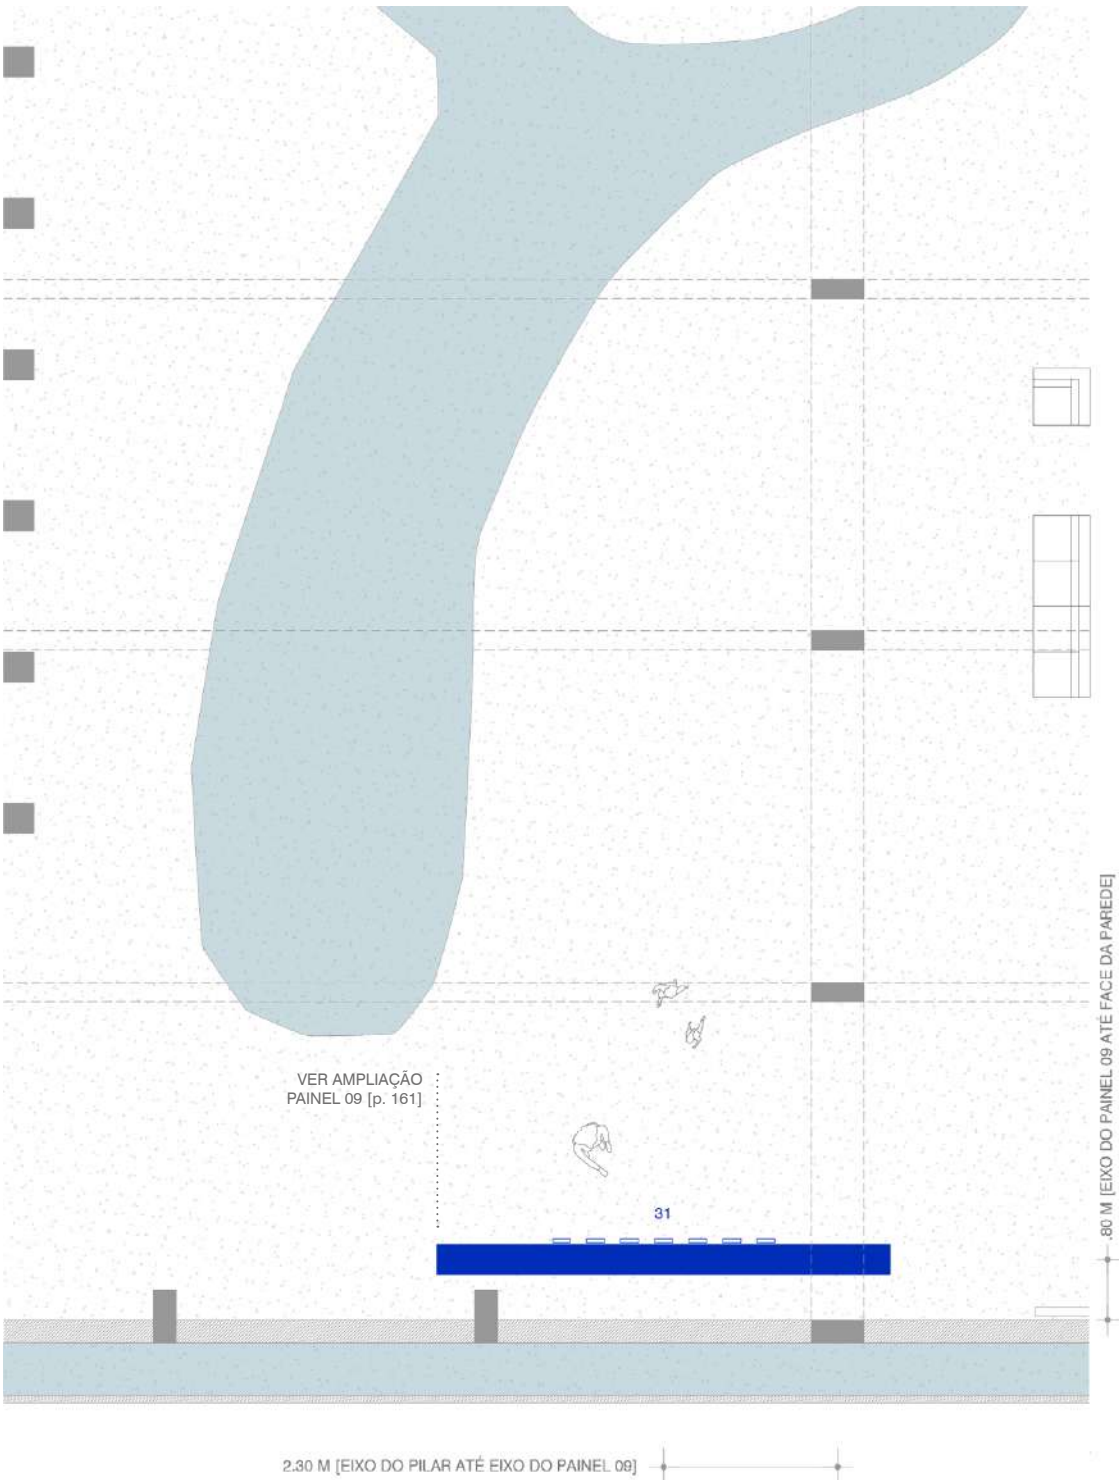 VER AMPLIAÇÃO
PAINEL 09 [p. 161]
31
.80 M [EIXO DO PAINEL 09 ATÉ FACE DA PAREDE]
2.30 M [EIXO DO PILAR ATÉ EIXO DO PAINEL 09]